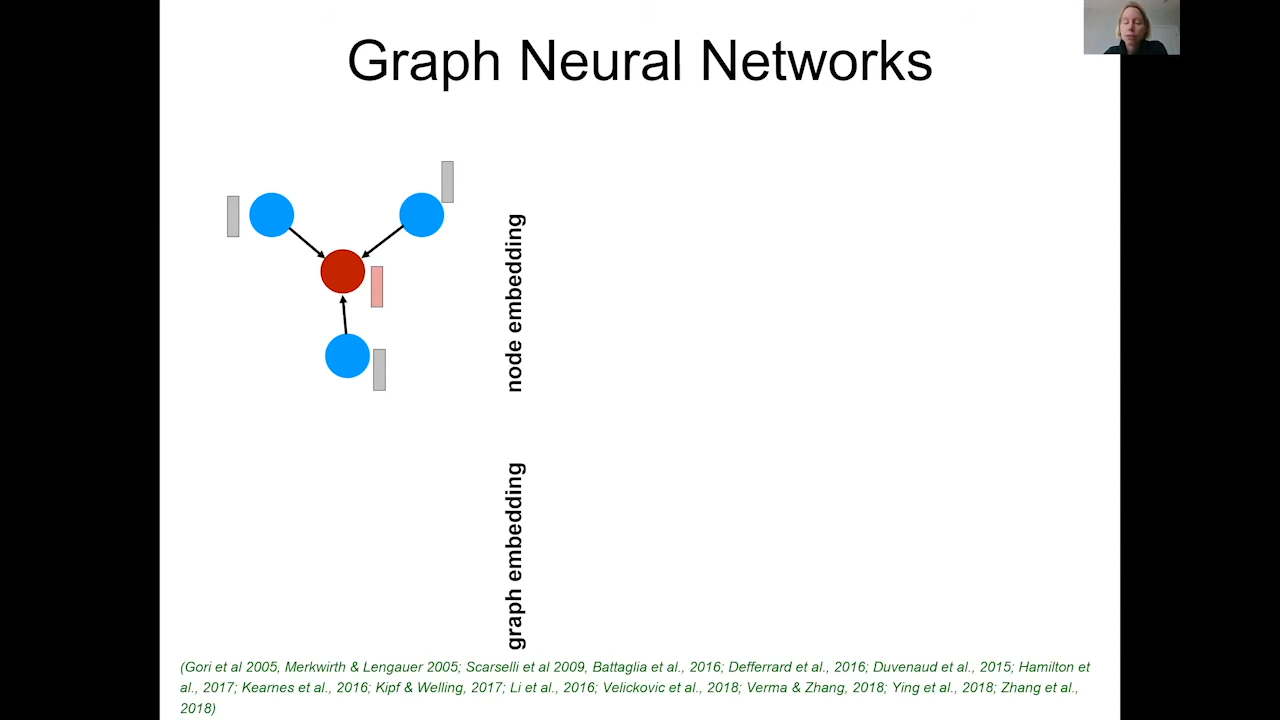 Graph Neural Networks
node embedding
graph embedding
(Gori et al 2005, Merkwirth & Lengauer 2005; Scarselli et al 2009, Battaglia et al., 2016; Defferrard et al., 2016; Duvenaud et al., 2015; Hamilton et
al., 2017; Kearnes et al., 2016; Kipf & Welling, 2017; Li et al., 2016; Velickovic et al., 2018; Verma & Zhang, 2018; Ying et al., 2018; Zhang et al.,
2018)